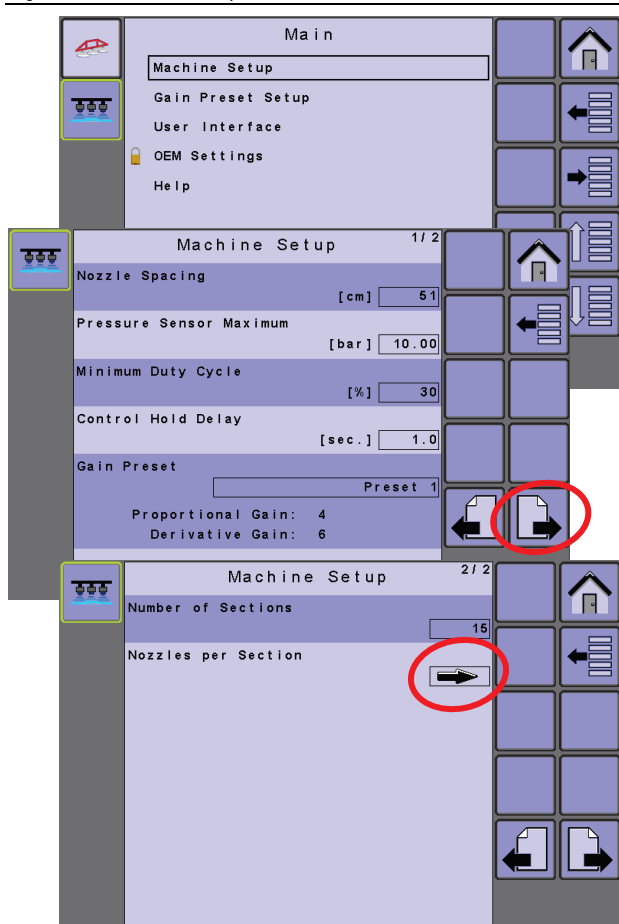 Main
Machine Setup
Gain Preset Setup
User Interface
OEM Settings
Help
Machine Setup 1/2
Nozzle Spacing
[cm] 51
Pressure Sensor Maximum
[bar] 10.00
Minimum Duty Cycle
[%] 30
Control Hold Delay
[sec.] 1.0
Gain Preset
Preset 1
Proportional Gain: 4
Derivative Gain: 6
Machine Setup 2/2
Number of Sections
15
Nozzles per Section